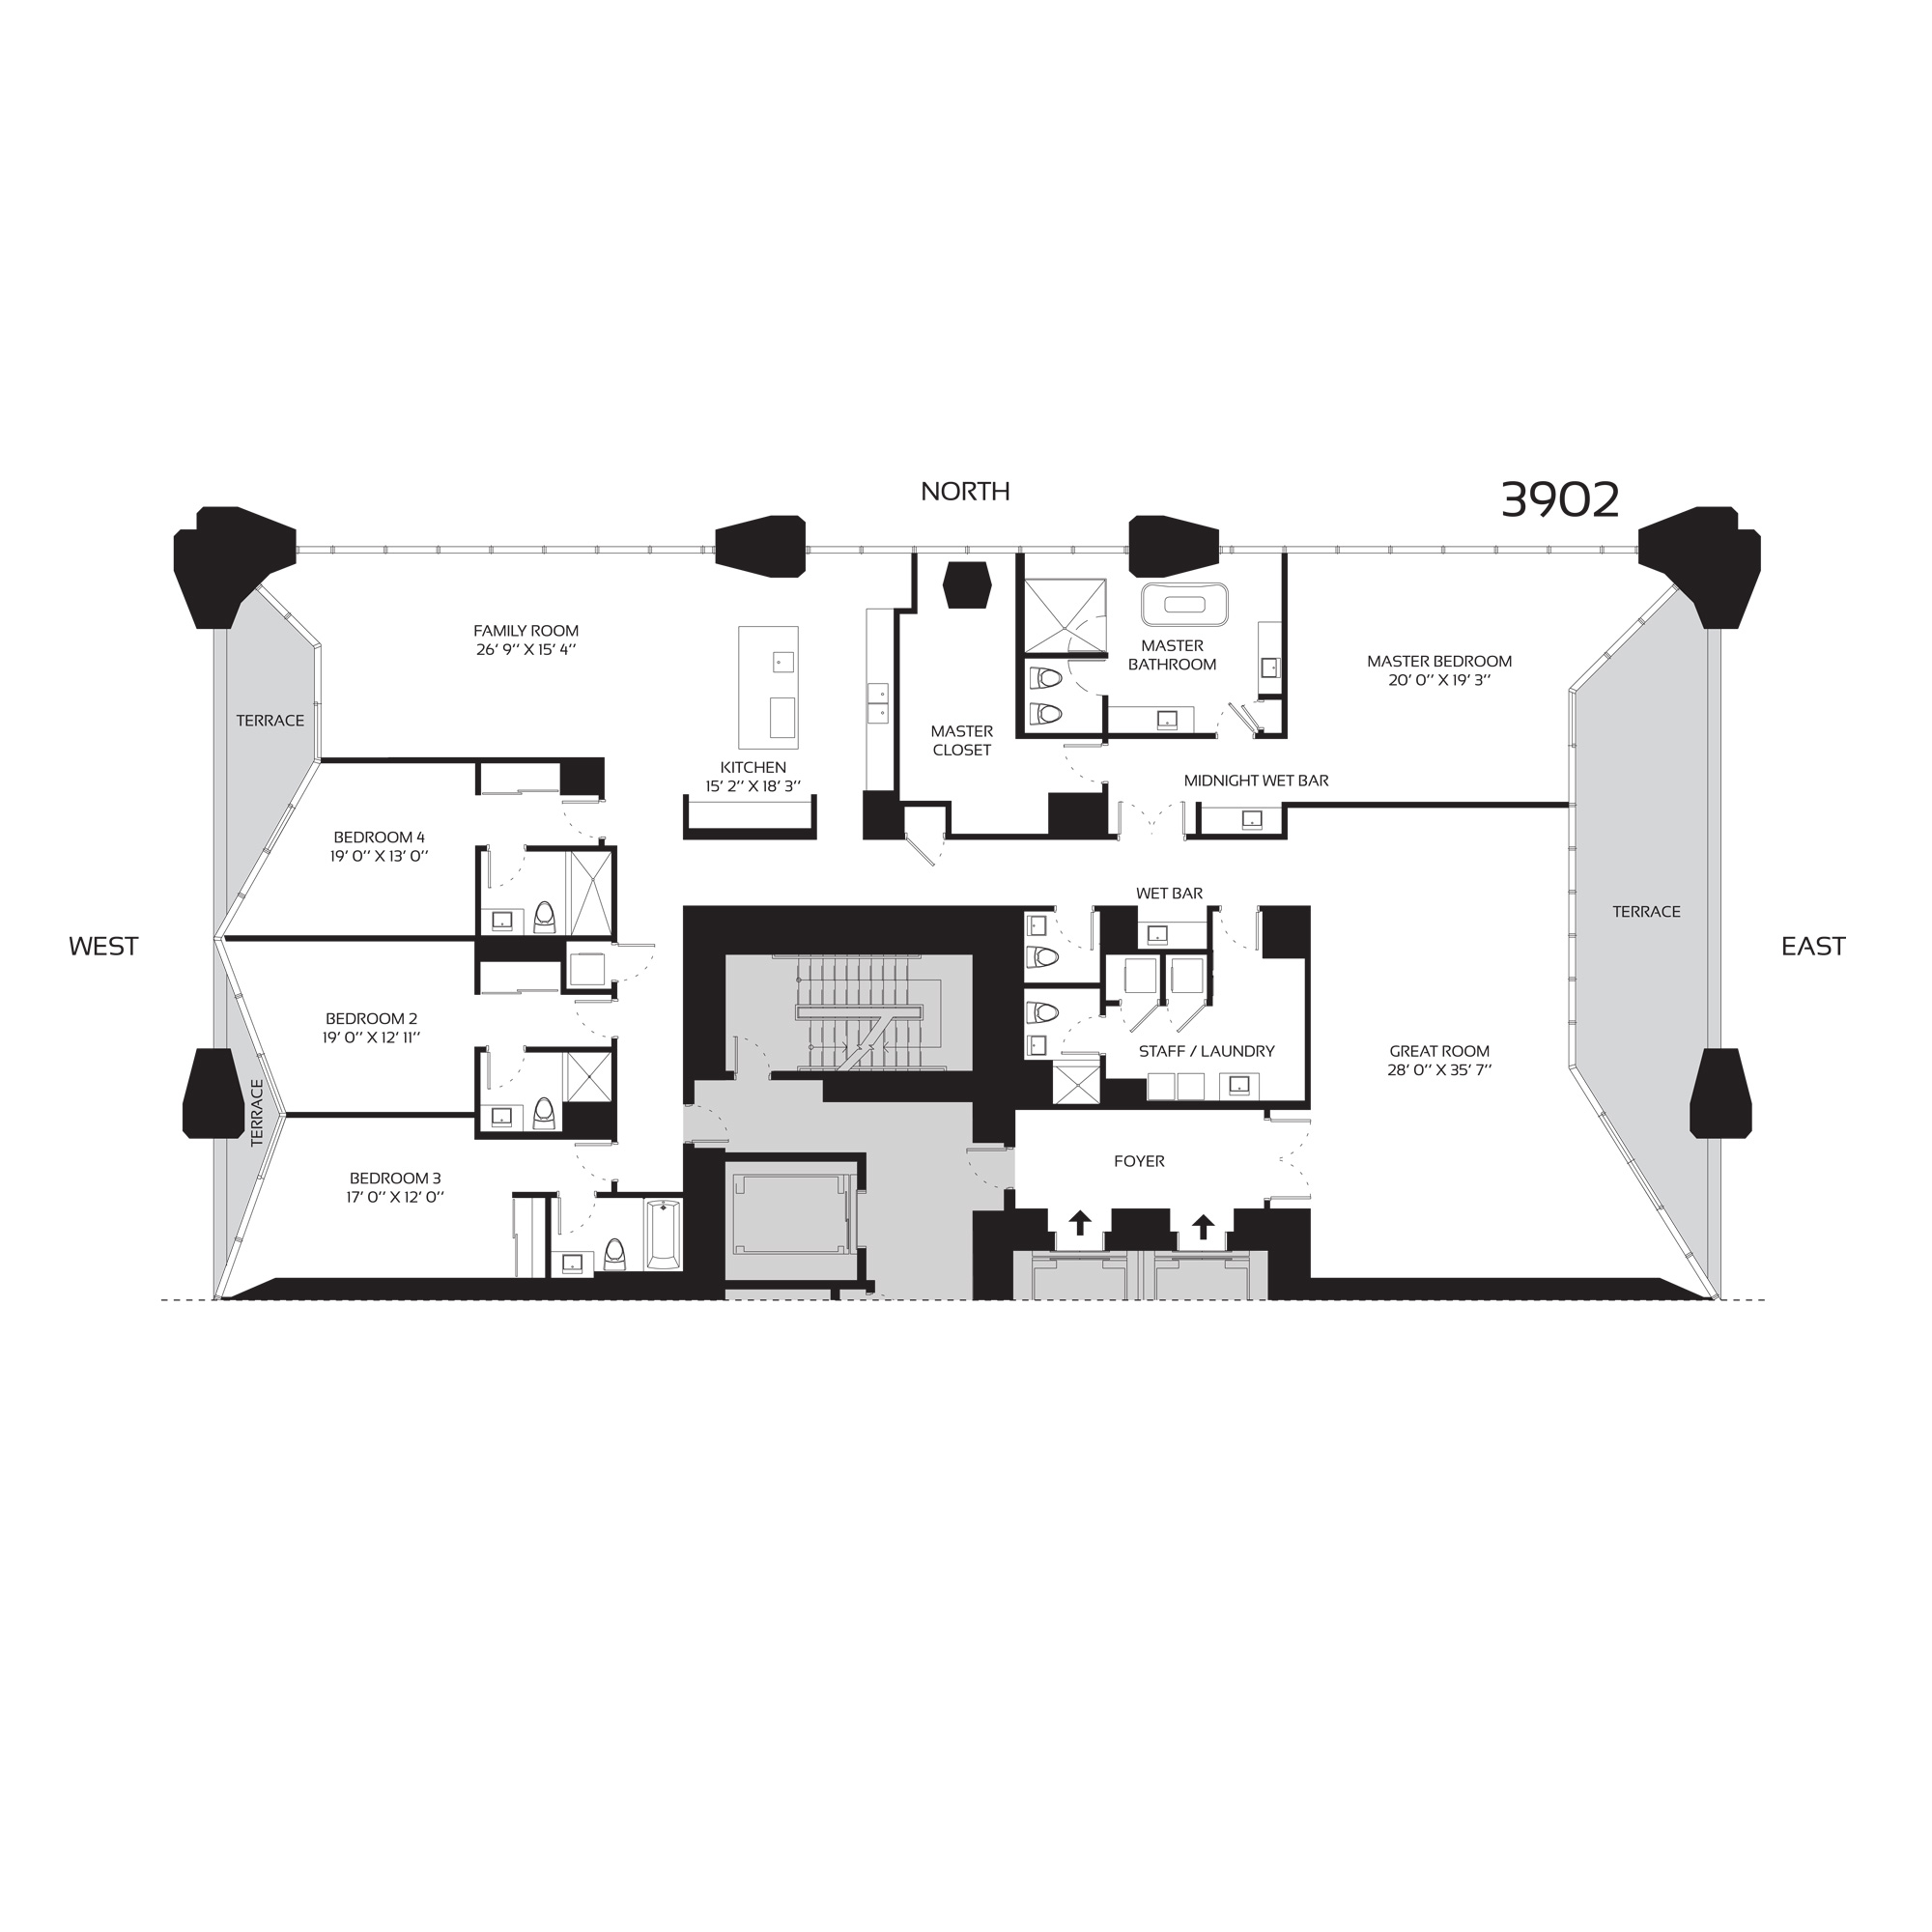 NORTH
3902
FAMILY ROOM
26' 9'' X 15' 4''
MASTER
BATHROOM
MASTER BEDROOM
20' 0'' X 19' 3''
TERRACE
MASTER
CLOSET
KITCHEN
15' 2'' X 18' 3''
MIDNIGHT WET BAR
BEDROOM 4
19' 0'' X 13' 0''
WET BAR
TERRACE
WEST
EAST
BEDROOM 2
19' 0'' X 12' 11''
STAFF / LAUNDRY
GREAT ROOM
28' 0'' X 35' 7''
TERRACE
FOYER
BEDROOM 3
17' 0'' X 12' 0''